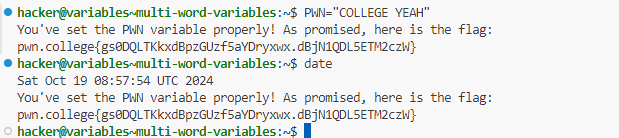 hacker@variables~multi-word-variables:~$ PWN="COLLEGE YEAH"
You've set the PWN variable properly! As promised, here is the flag:
pwn.college{gs0DQLTKkxdBpzGUzf5aYDryxwx.dBjN1QDL5ETM2czW}
hacker@variables~multi-word-variables:~$ date
Sat Oct 19 08:57:54 UTC 2024
You've set the PWN variable properly! As promised, here is the flag:
pwn.college{gs0DQLTKkxdBpzGUzf5aYDryxwx.dBjN1QDL5ETM2czW}
hacker@variables~multi-word-variables:~$